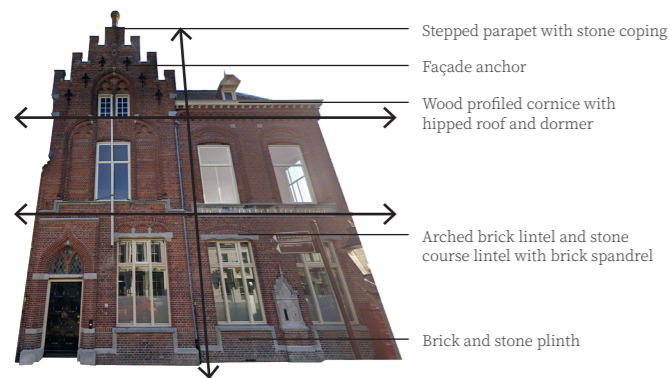 Stepped parapet with stone coping
Façade anchor
Wood profiled cornice with
hipped roof and dormer
Arched brick lintel and stone
course lintel with brick spandrel
Brick and stone plinth